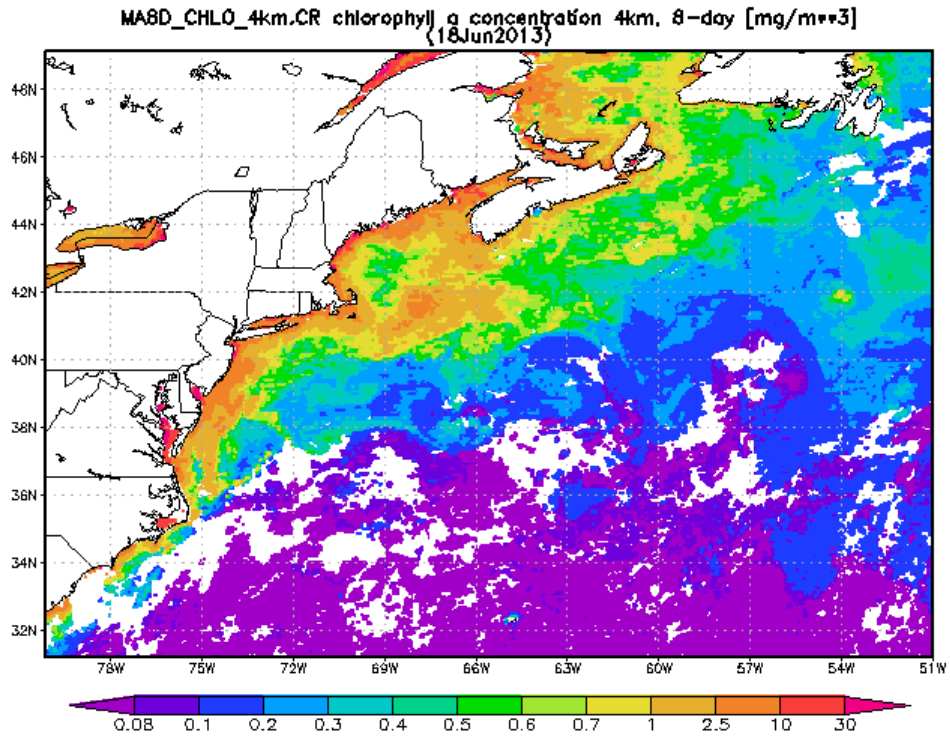 MA8D_CHLO_4km.CR chlorophyll a concentration 4km, 8-day [mg/m**3]
(18Jun2013)
48N
46N
44N
42N
40N
38N
36N
34N
32N
78W 75W 72W 69W 66W 63W 60W 57W 54W 51W
0.08 0.1 0.2 0.3 0.4 0.5 0.6 0.7 1 2.5 10 30